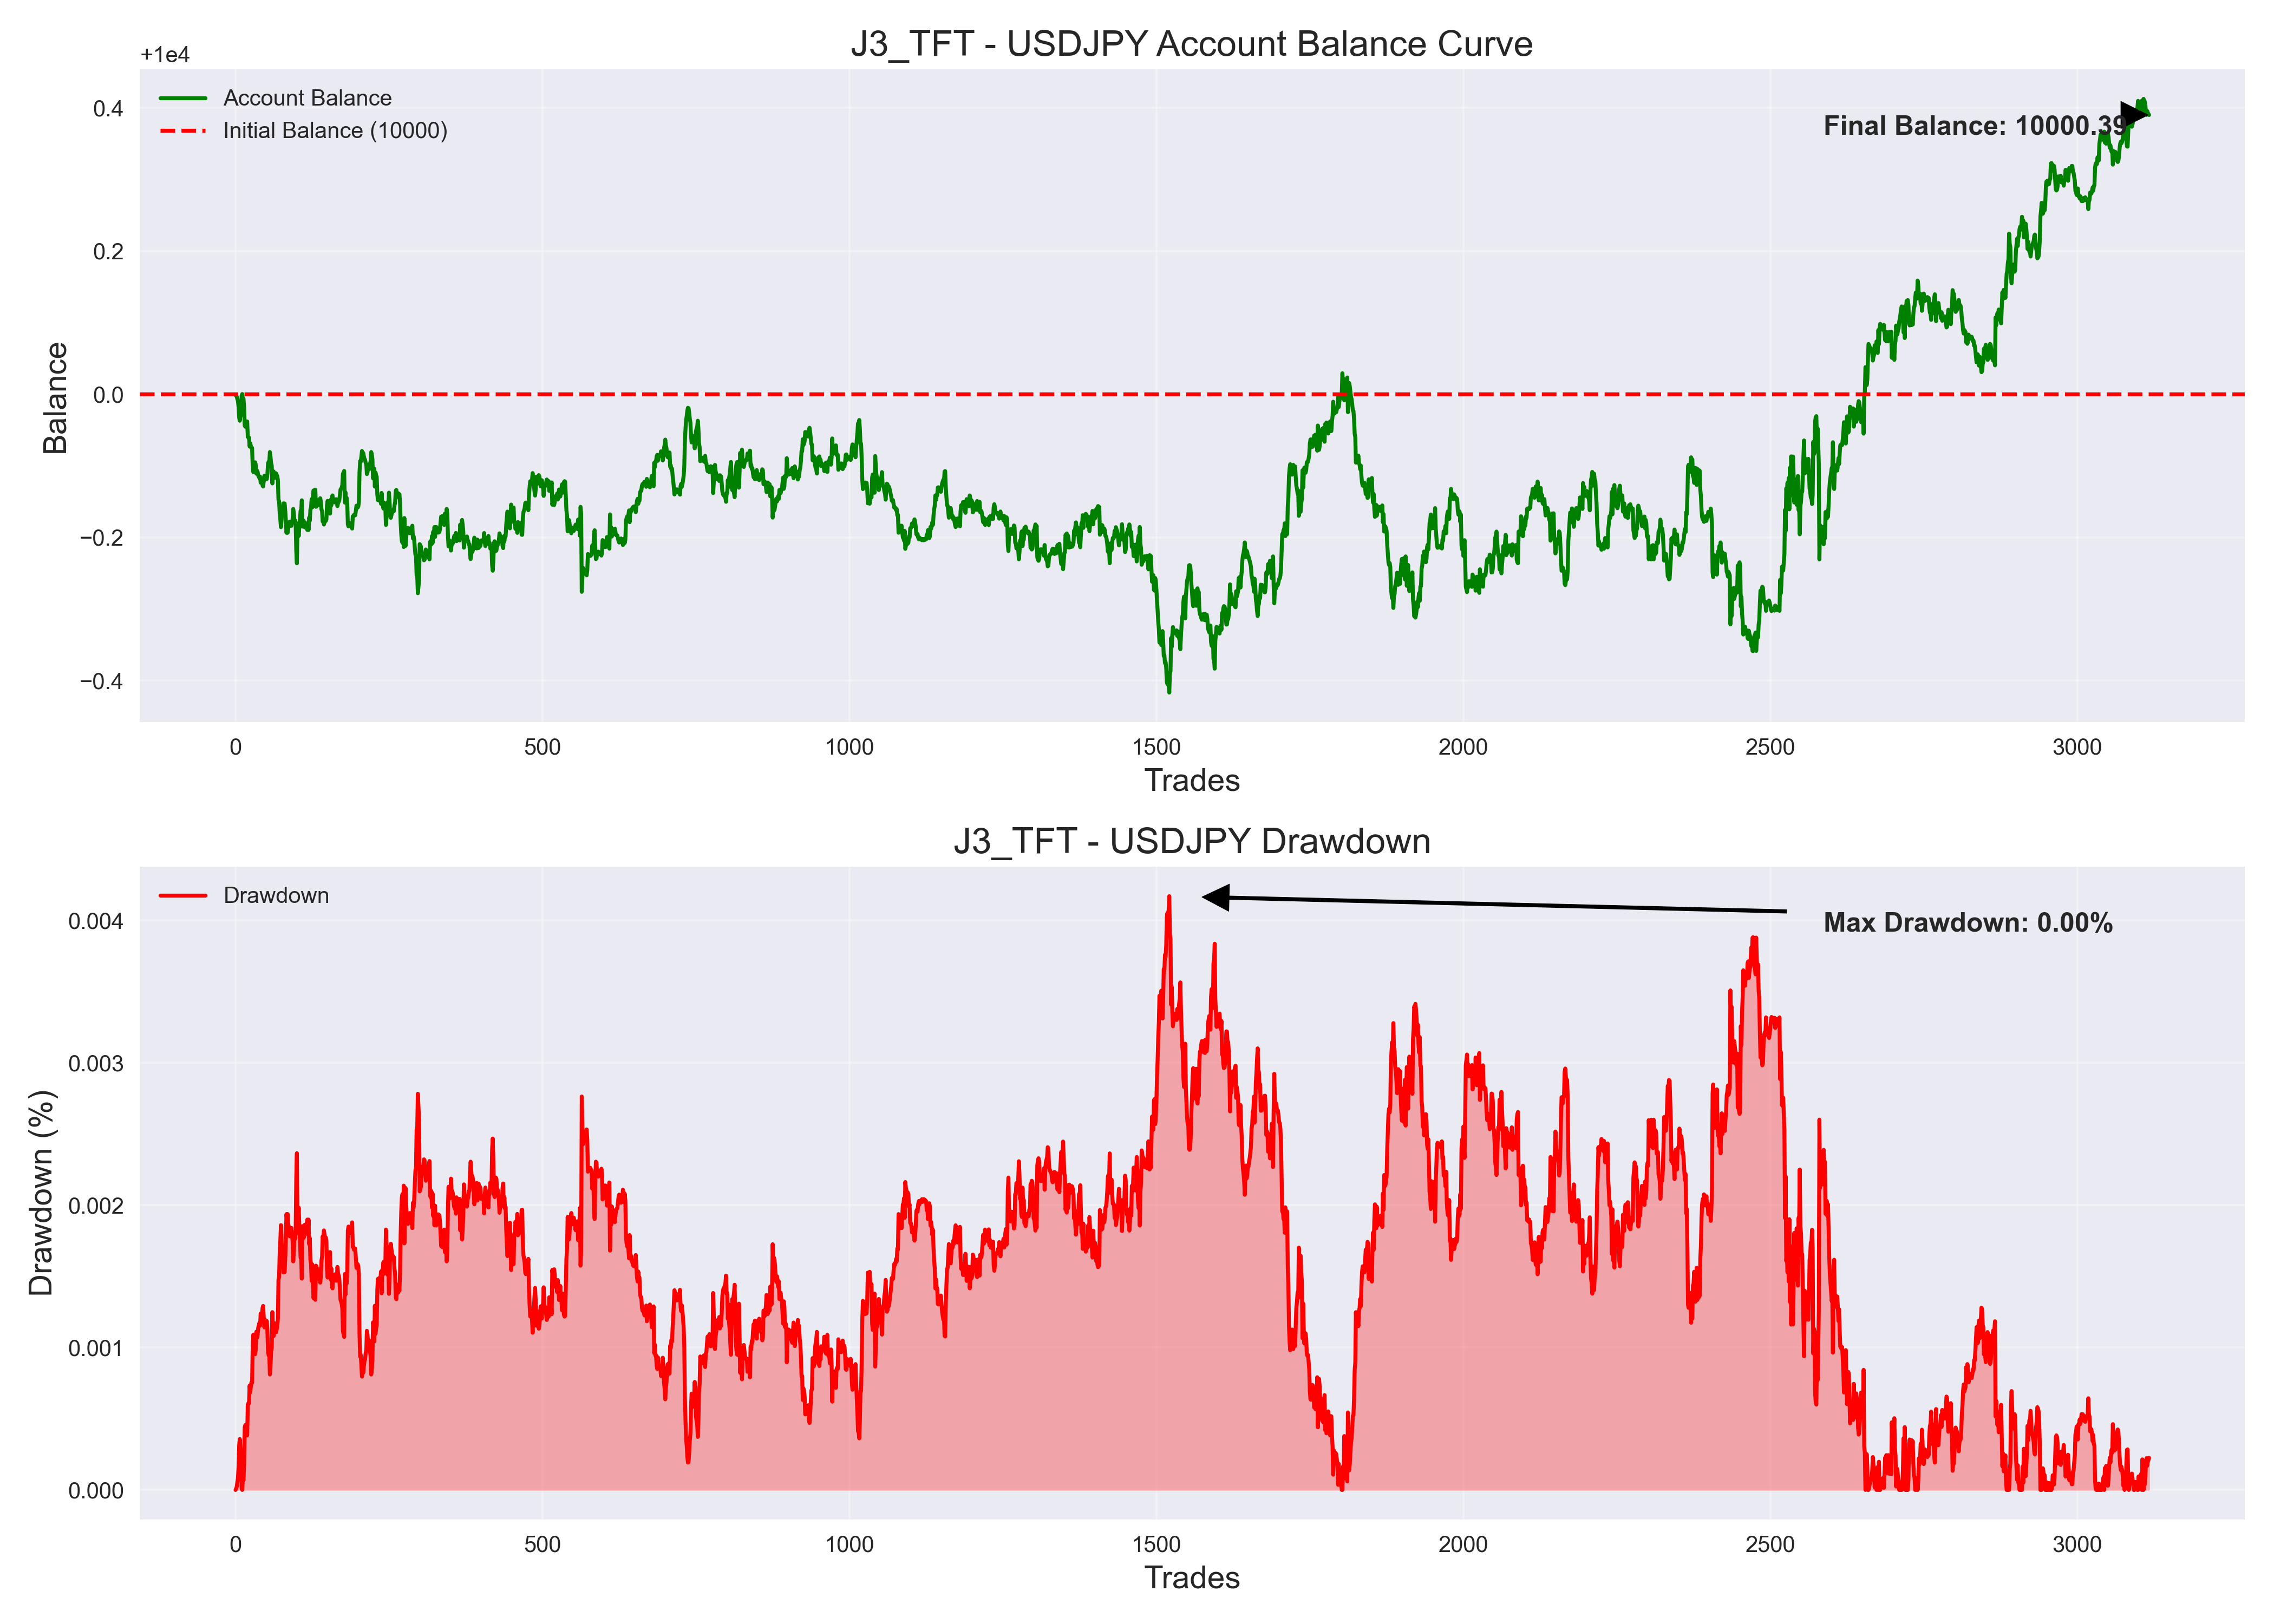 J3_TFT - USDJPY Account Balance Curve
+1e4
Account Balance
Initial Balance (10000)
Final Balance: 10000.39
0.4
0.2
0.0
−0.2
−0.4
Balance
0
500
1000
1500
2000
2500
3000
Trades
J3_TFT - USDJPY Drawdown
Drawdown
Max Drawdown: 0.00%
0.004
0.003
0.002
0.001
0.000
Drawdown (%)
0
500
1000
1500
2000
2500
3000
Trades